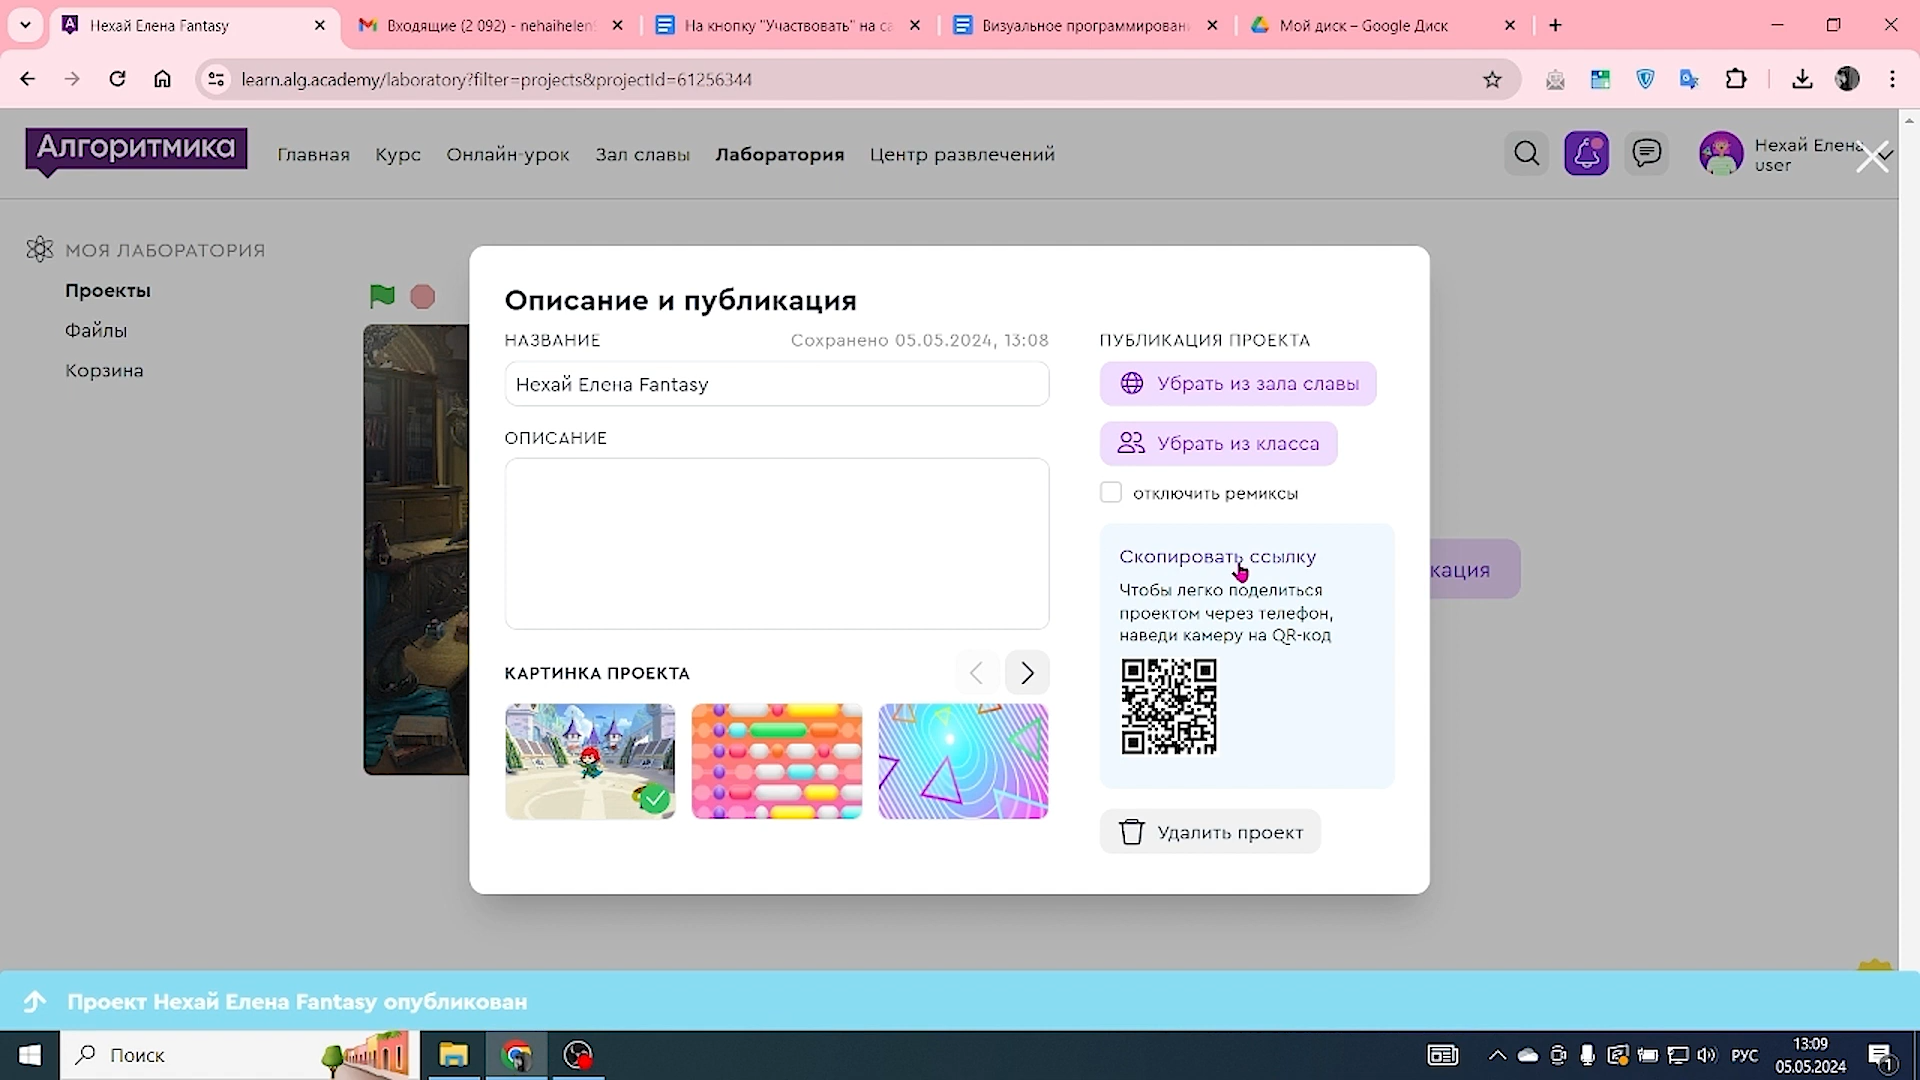 Нехай Елена Fantasy
Входящие (2 092) - nehaihelen
На кнопку "Участвовать" на са
Визуальное программирован
Мой диск – Google Диск
learn.alg.academy/laboratory?filter=projects&projectId=61256344
Алгоритмика
Главная
Курс
Онлайн-урок
Зал славы
Лаборатория
Центр развлечений
Нехай Елена
user
МОЯ ЛАБОРАТОРИЯ
Проекты
Файлы
Корзина
Описание и публикация
НАЗВАНИЕ
Сохранено 05.05.2024, 13:08
Нехай Елена Fantasy
ОПИСАНИЕ
КАРТИНКА ПРОЕКТА
ПУБЛИКАЦИЯ ПРОЕКТА
Убрать из зала славы
Убрать из класса
отключить ремиксы
Скопировать ссылку
Чтобы легко поделиться
проектом через телефон,
наведи камеру на QR-код
Удалить проект
кация
Проект Нехай Елена Fantasy опубликован
Поиск
РУС
13:09
05.05.2024
1